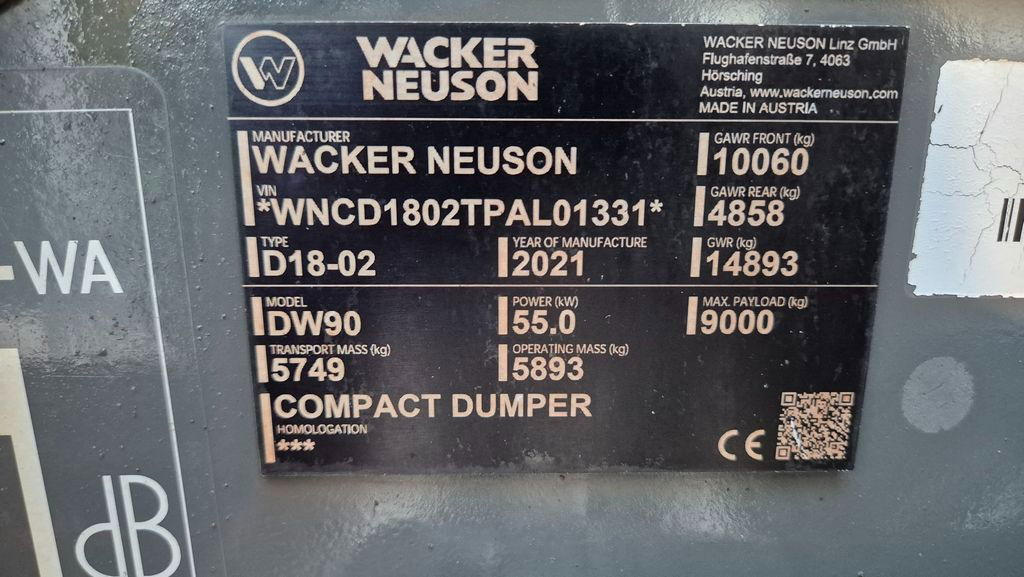 W
WACKER
NEUSON
WACKER NEUSON Linz GmbH
Flughafenstraße 7, 4063
Hörsching
Austria, www.wackerneuson.com
MADE IN AUSTRIA
MANUFACTURER
WACKER NEUSON
GAWR FRONT (kg)
10060
VIN
*WNCD1802TPAL01331*
GAWR REAR (kg)
4858
TYPE
D18-02
YEAR OF MANUFACTURE
2021
GWR (kg)
14893
MODEL
DW90
POWER (kW)
55.0
MAX. PAYLOAD (kg)
9000
TRANSPORT MASS (kg)
5749
OPERATING MASS (kg)
5893
COMPACT DUMPER
HOMOLOGATION
***
CE
-WA
dB